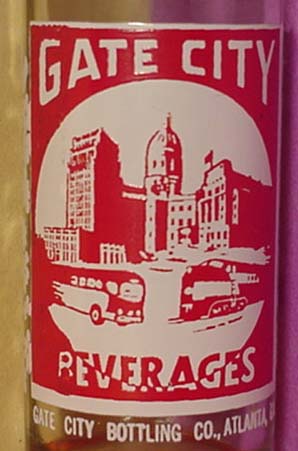 GATE CITY
BEVERAGES
GATE CITY BOTTLING CO., ATLANTA,